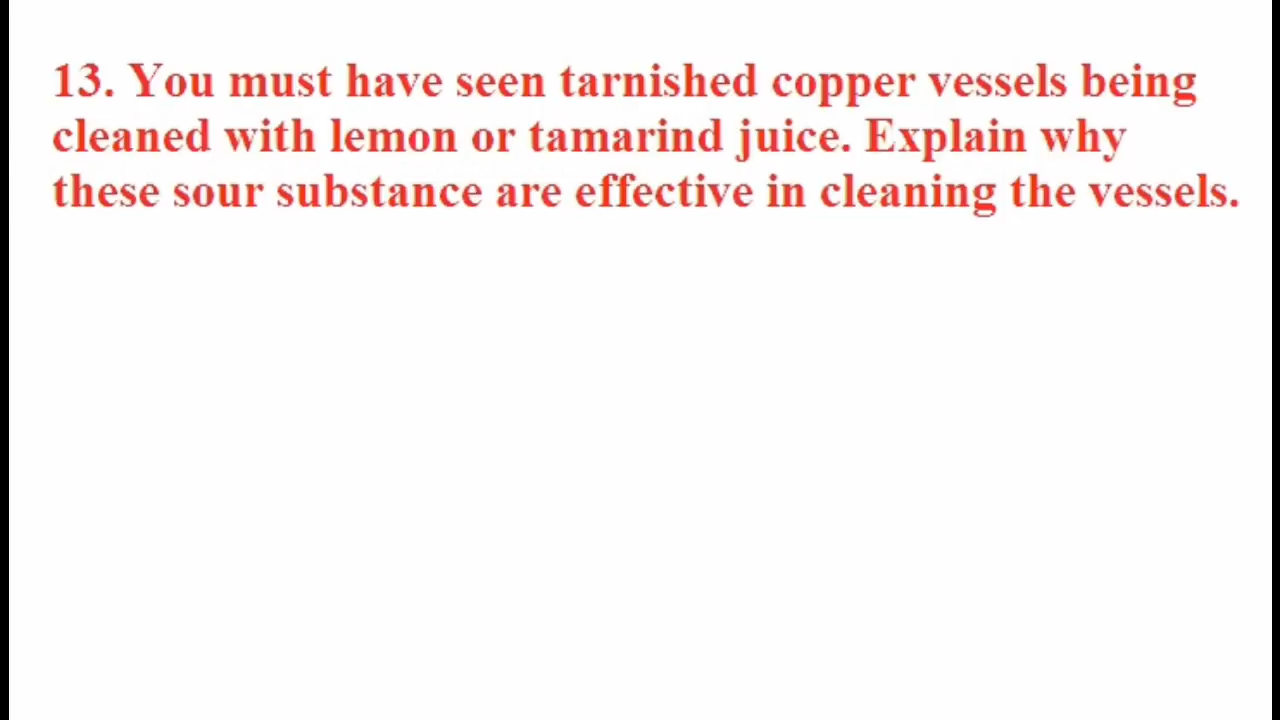 13. You must have seen tarnished copper vessels being
cleaned with lemon or tamarind juice. Explain why
these sour substance are effective in cleaning the vessels.